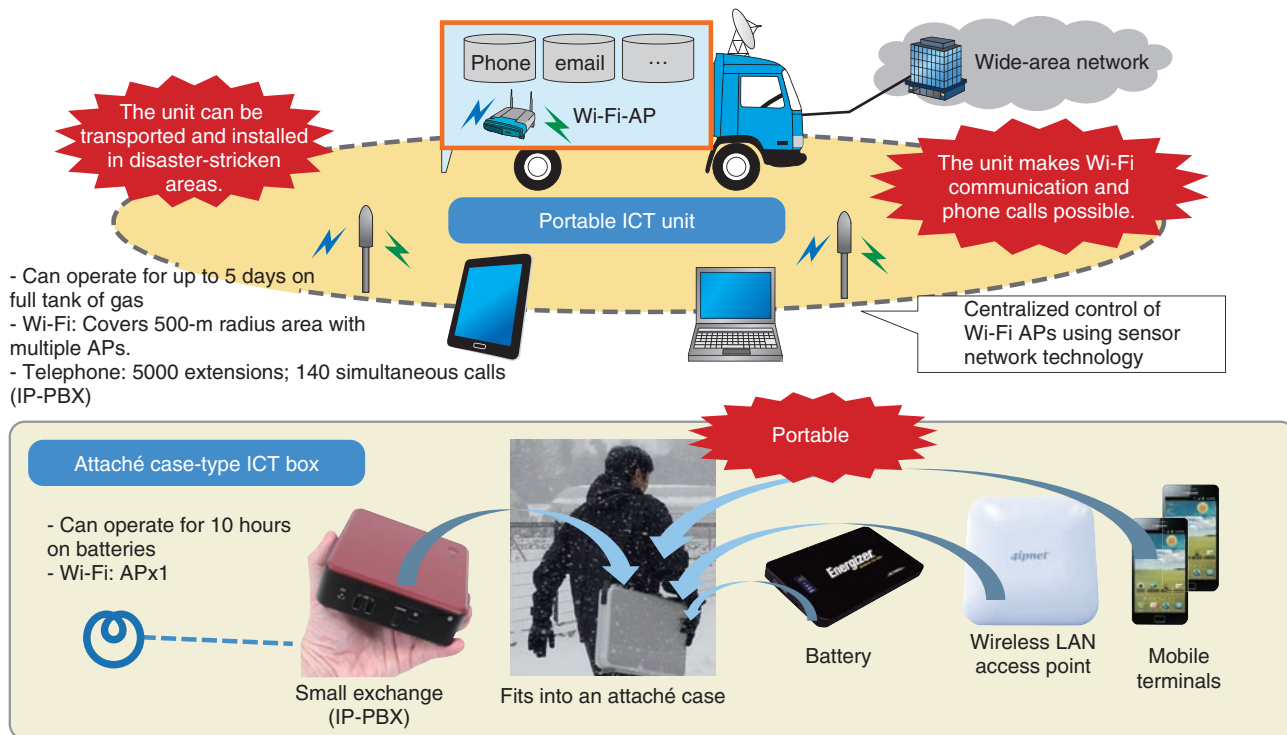 Phone
email
...
Wi-Fi-AP
Wide-area network
The unit can be
transported and installed
in disaster-stricken
areas.
The unit makes Wi-Fi
communication and
phone calls possible.
Portable ICT unit
- Can operate for up to 5 days on
full tank of gas
- Wi-Fi: Covers 500-m radius area with
multiple APs.
- Telephone: 5000 extensions; 140 simultaneous calls
(IP-PBX)
Centralized control of
Wi-Fi APs using sensor
network technology
Attaché case-type ICT box
Portable
- Can operate for 10 hours
on batteries
- Wi-Fi: APx1
Energizer
4ipnet
Small exchange
(IP-PBX)
Fits into an attaché case
Battery
Wireless LAN
access point
Mobile
terminals